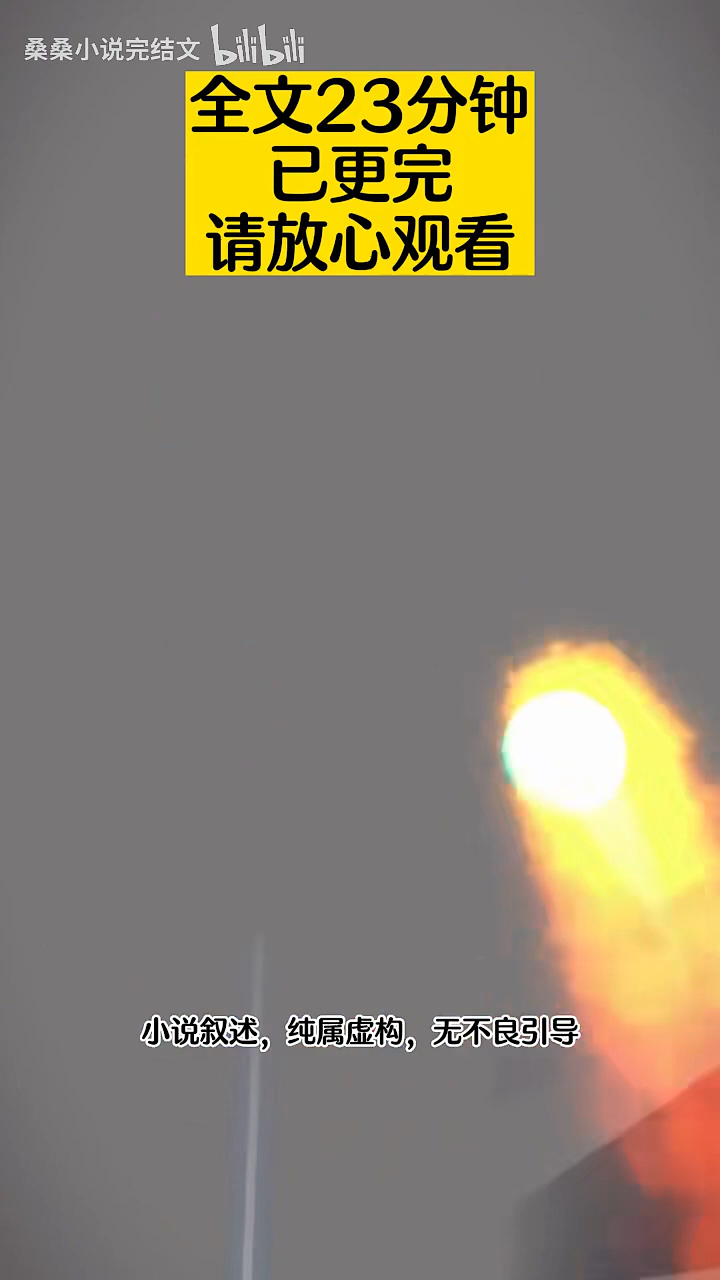 桑桑小说完结文 bilibili
全文23分钟
已更完
请放心观看
小说叙述，纯属虚构，无不良引导